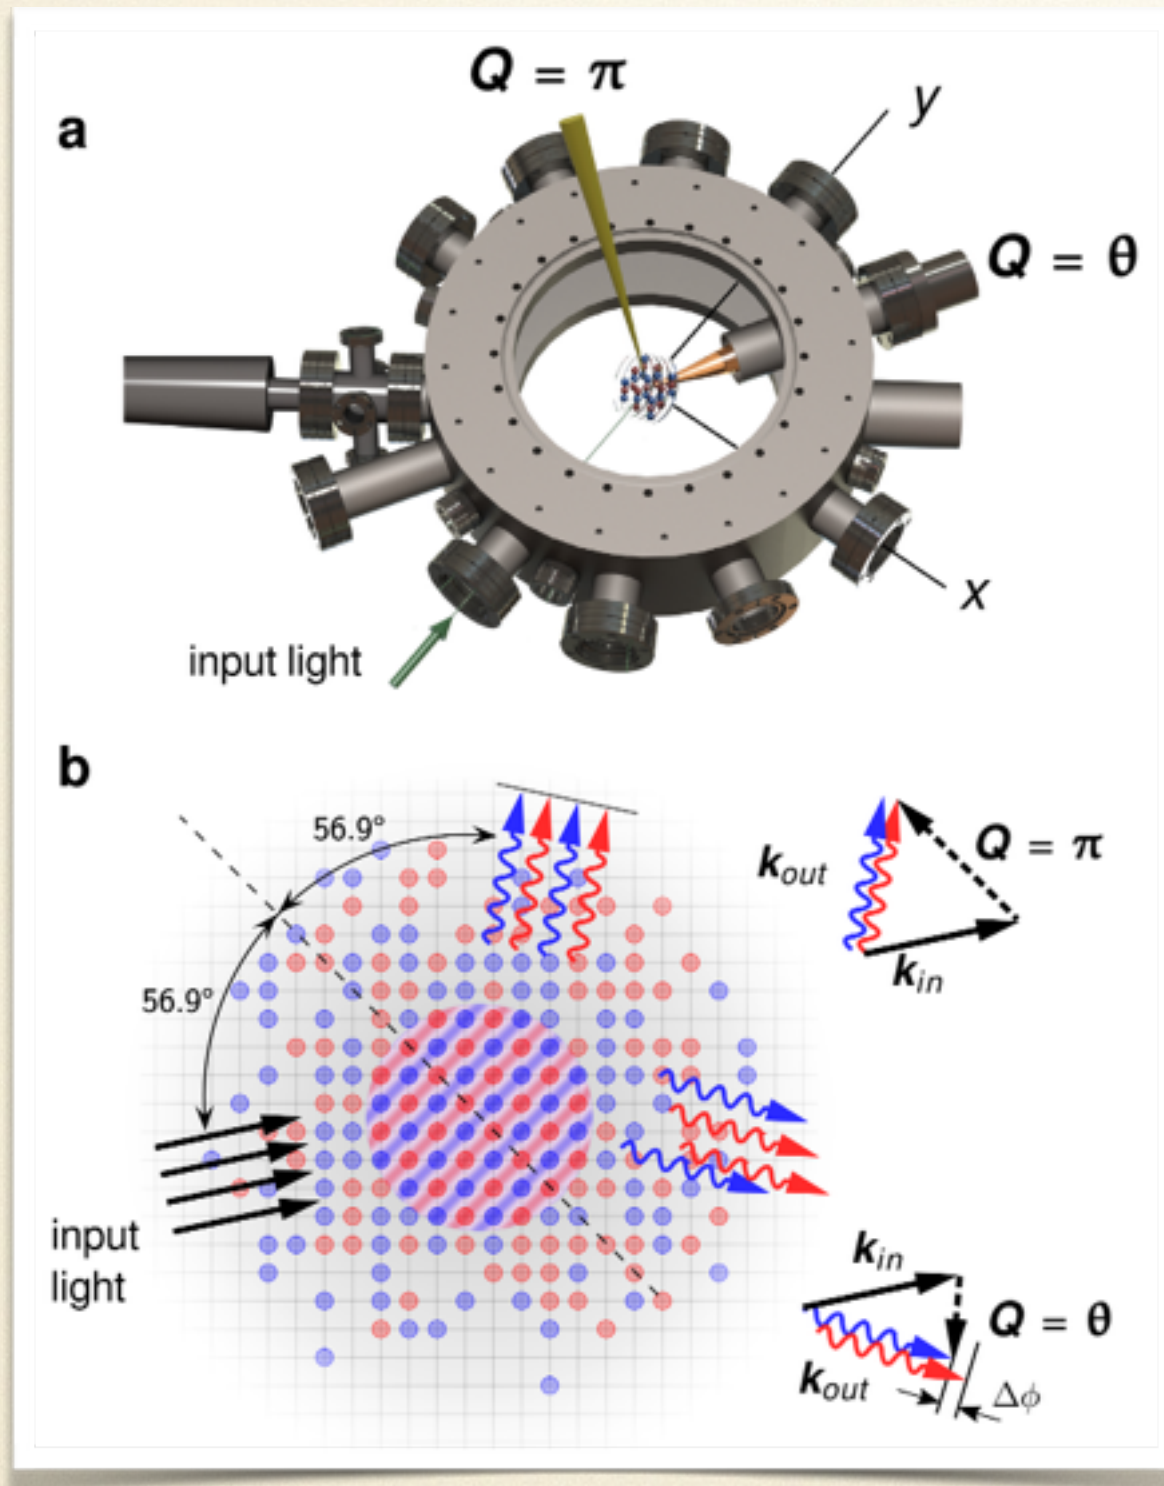 a
Q = π
y
Q = θ
x
input light
b
56.9°
56.9°
input
light
k_out
Q = π
k_in
k_in
Q = θ
k_out
Δϕ